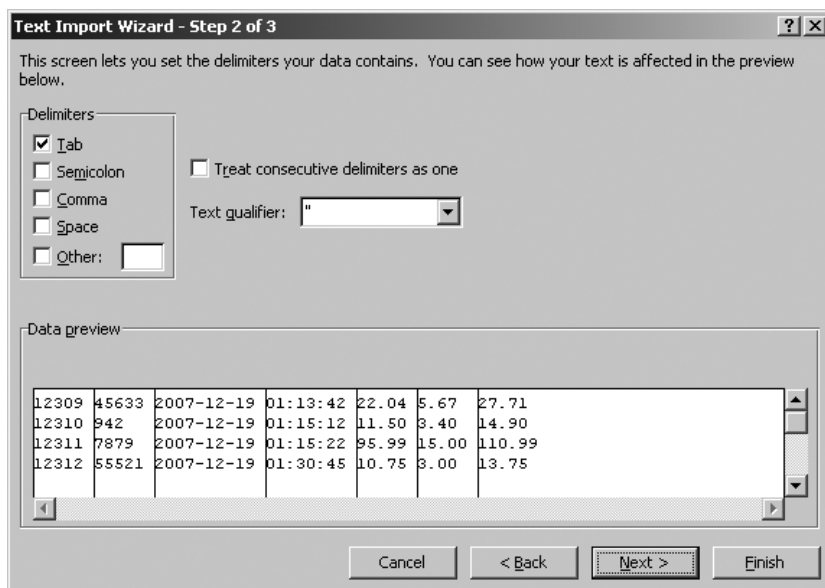 Text Import Wizard - Step 2 of 3
This screen lets you set the delimiters your data contains. You can see how your text is affected in the preview
below.
Delimiters
Tab
Semicolon
Comma
Space
Other:
Treat consecutive delimiters as one
Text qualifier: "
Data preview
12309 45633 2007-12-19 01:13:42 22.04 5.67 27.71
12310 942 2007-12-19 01:15:12 11.50 3.40 14.90
12311 7879 2007-12-19 01:15:22 95.99 15.00 110.99
12312 55521 2007-12-19 01:30:45 10.75 3.00 13.75
Cancel < Back Next > Finish